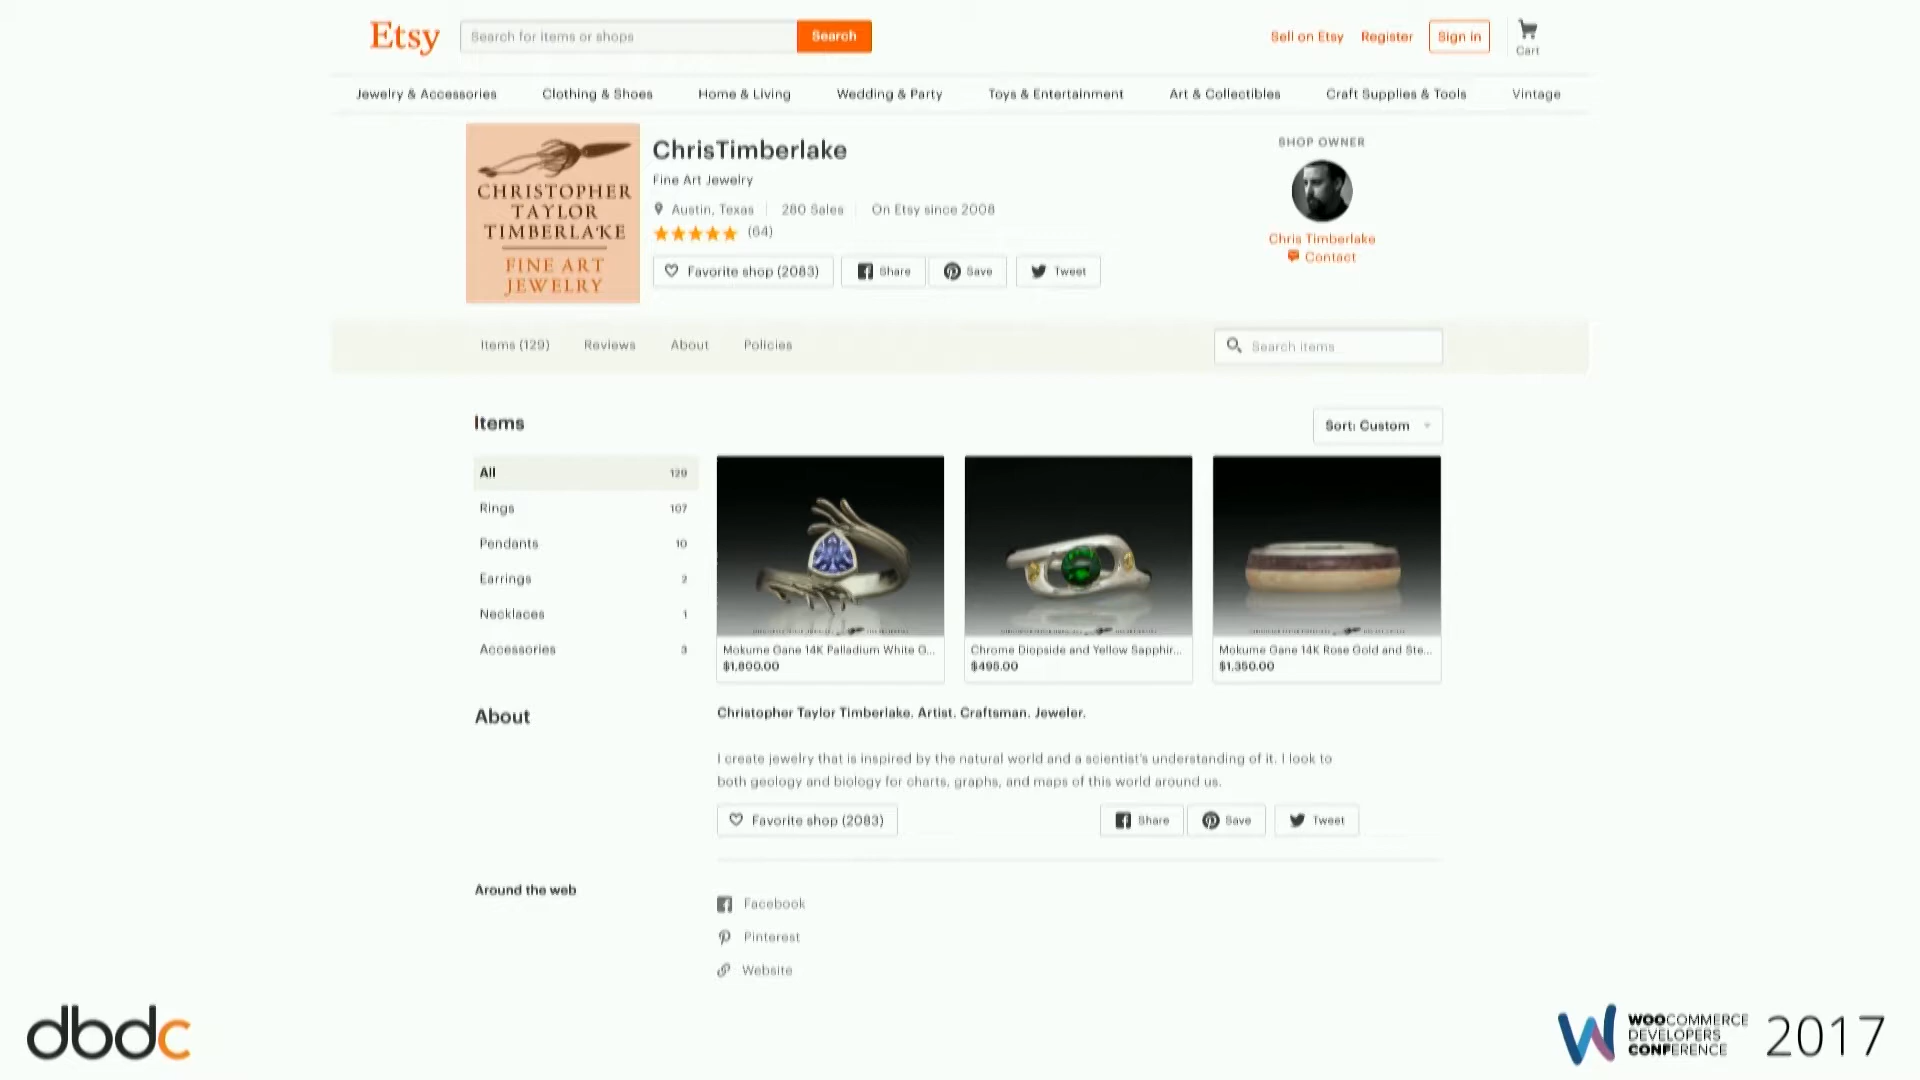 Etsy
Search for items or shops
Search
Sell on Etsy
Register
Sign in
Cart
Jewelry & Accessories
Clothing & Shoes
Home & Living
Wedding & Party
Toys & Entertainment
Art & Collectibles
Craft Supplies & Tools
Vintage
CHRISTOPHER
TAYLOR
TIMBERLAKE
FINE ART
JEWELRY
ChrisTimberlake
Fine Art Jewelry
Austin, Texas
280 Sales
On Etsy since 2008
(64)
Favorite shop (2083)
Share
Save
Tweet
SHOP OWNER
Chris Timberlake
Contact
Items (129)
Reviews
About
Policies
Search items
Items
Sort: Custom
All 129
Rings 107
Pendants 10
Earrings 2
Necklaces 1
Accessories 3
Mokume Gane 14K Palladium White G...
$1,800.00
Chrome Diopside and Yellow Sapphir...
$495.00
Mokume Gane 14K Rose Gold and Ste...
$1,350.00
About
Christopher Taylor Timberlake. Artist. Craftsman. Jeweler.
I create jewelry that is inspired by the natural world and a scientist's understanding of it. I look to
both geology and biology for charts, graphs, and maps of this world around us.
Favorite shop (2083)
Share
Save
Tweet
Around the web
Facebook
Pinterest
Website
dbdc
WOOCOMMERCE
DEVELOPERS
CONFERENCE
2017